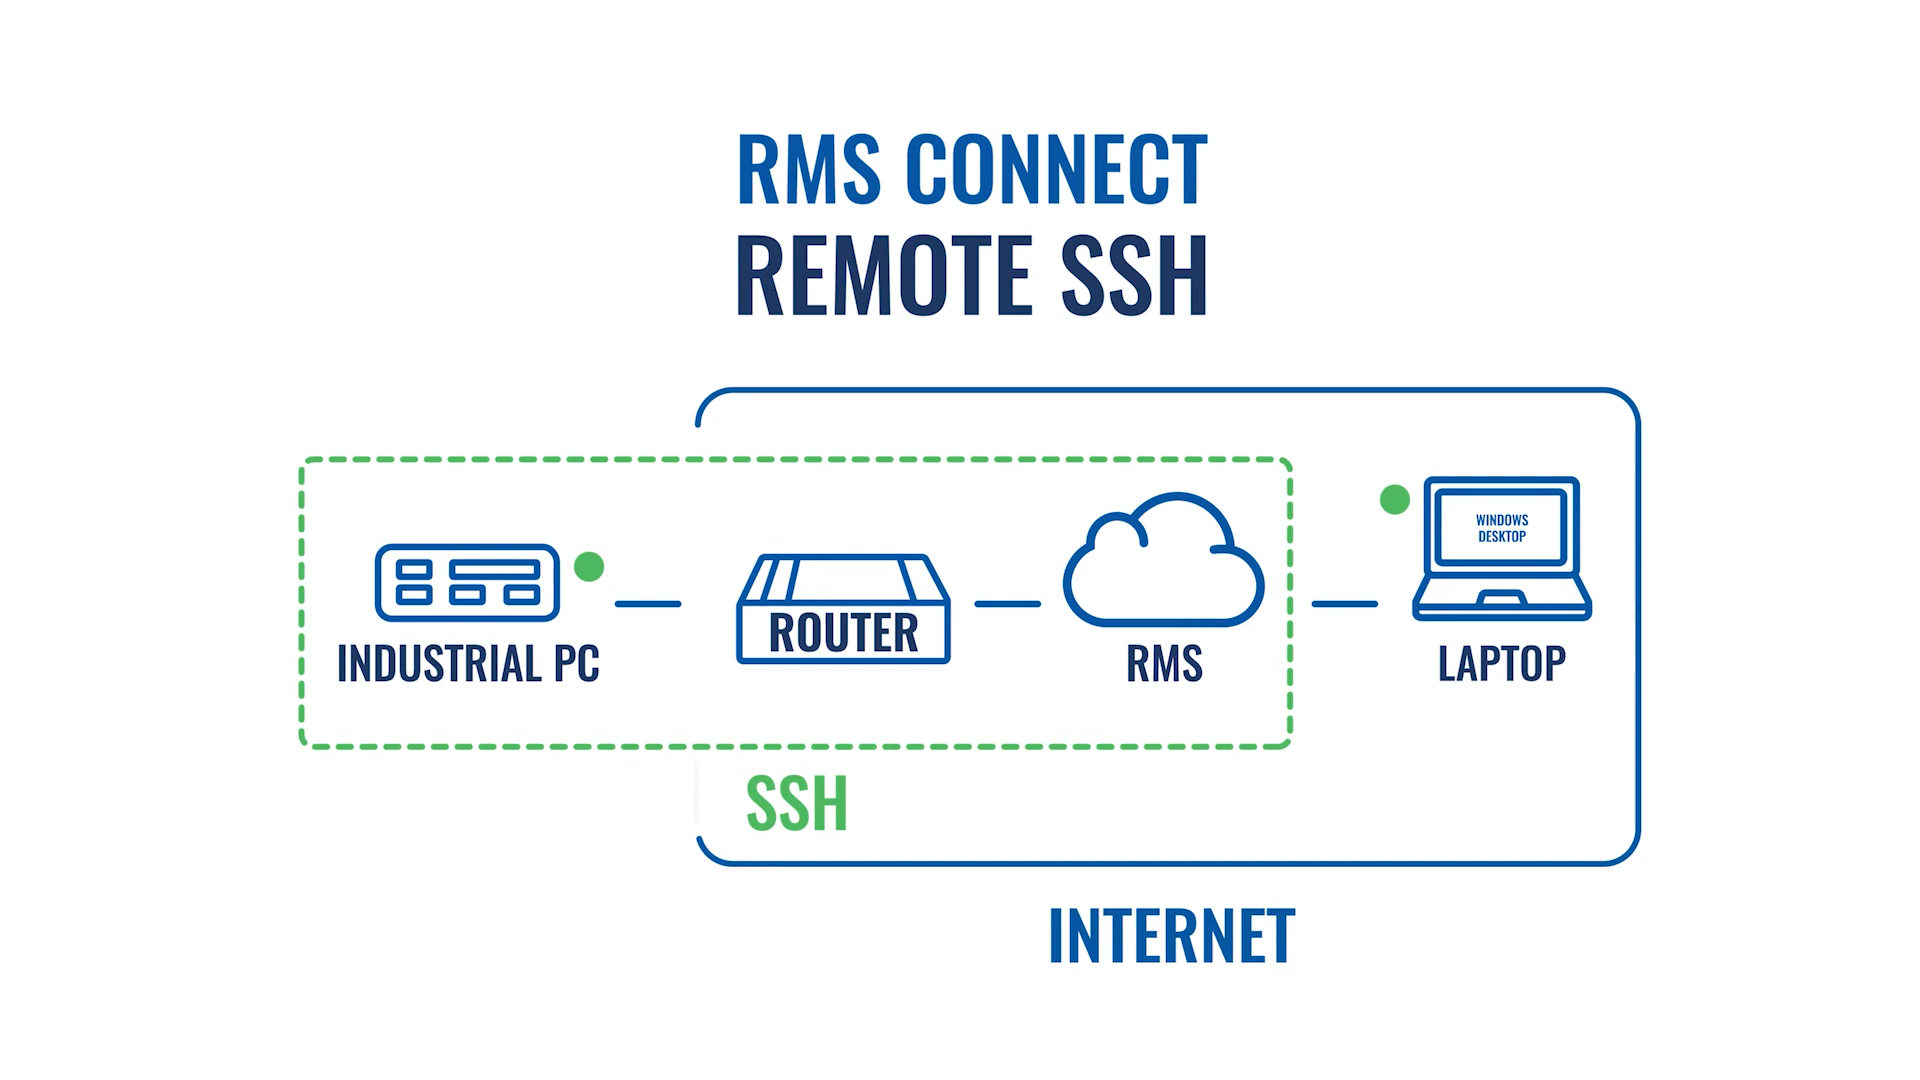 RMS CONNECT
REMOTE SSH
WINDOWS
DESKTOP
ROUTER
INDUSTRIAL PC
RMS
LAPTOP
SSH
INTERNET